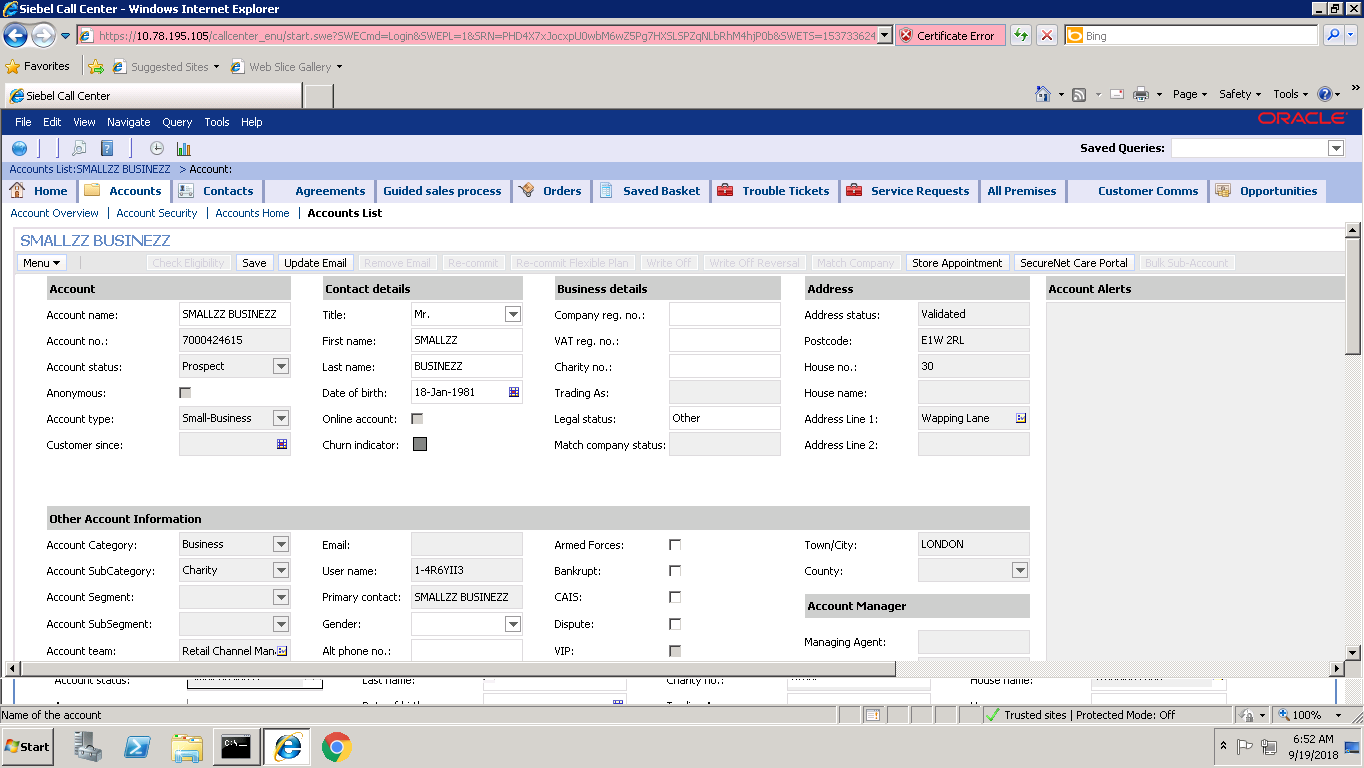 Siebel Call Center - Windows Internet Explorer
https://10.78.195.105/callcenter_enu/start.swe?SWECmd=Login&SWEPL=1&SRN= Certificate Error Bing
Favorites Suggested Sites Web Slice Gallery
Siebel Call Center Page Safety Tools
File Edit View Navigate Query Tools Help ORACLE
Saved Queries:
Accounts List:SMALLZZ BUSINEZZ > Account:
Home Accounts Contacts Agreements Guided sales process Orders Saved Basket Trouble Tickets Service Requests All Premises Customer Comms Opportunities
Account Overview | Account Security | Accounts Home | Accounts List
SMALLZZ BUSINEZZ
Menu Check Eligibility Save Update Email Remove Email Re-commit Re-commit Flexible Plan Write Off Write Off Reversal Match Company Store Appointment SecureNet Care Portal Bulk Sub-Account
Account Contact details Business details Address Account Alerts
Account name: SMALLZZ BUSINEZZ Title: Mr. Company reg. no.: Address status: Validated
Account no.: 7000424615 First name: SMALLZZ VAT reg. no.: Postcode: E1W 2RL
Account status: Prospect Last name: BUSINEZZ Charity no.: House no.: 30
Anonymous: Date of birth: 18-Jan-1981 Trading As: House name:
Account type: Small-Business Online account: Legal status: Other Address Line 1: Wapping Lane
Customer since: Churn indicator: Match company status: Address Line 2:
Other Account Information
Account Category: Business Email: Armed Forces: Town/City: LONDON
Account SubCategory: Charity User name: 1-4R6YII3 Bankrupt: County:
Account Segment: Primary contact: SMALLZZ BUSINEZZ CAIS: Account Manager
Account SubSegment: Gender: Dispute:
Account team: Retail Channel Man Alt phone no.: VIP: Managing Agent:
Account status: Last name: Charity no.: House name:
Name of the account Trusted sites | Protected Mode: Off 100%
Start 6:52 AM
9/19/2018